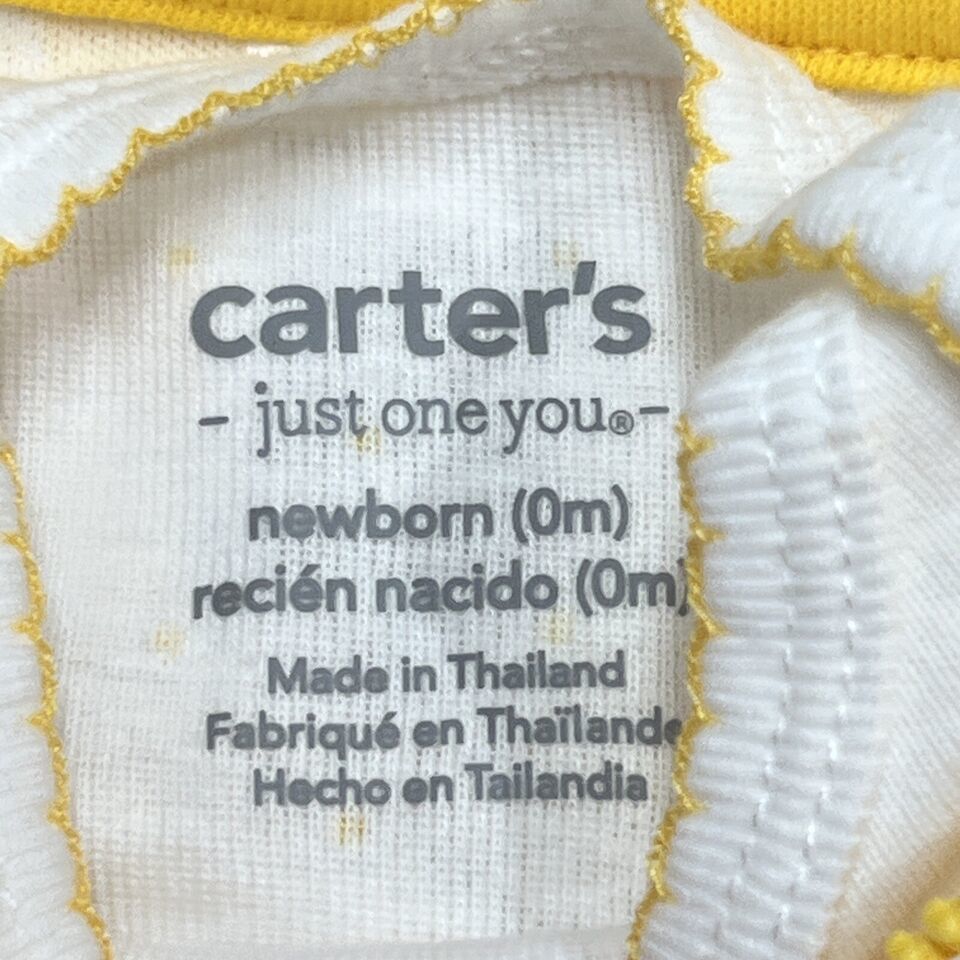 carter's
- just one you® -
newborn (0m)
recién nacido (0m)
Made in Thailand
Fabriqué en Thaïlande
Hecho en Tailandia